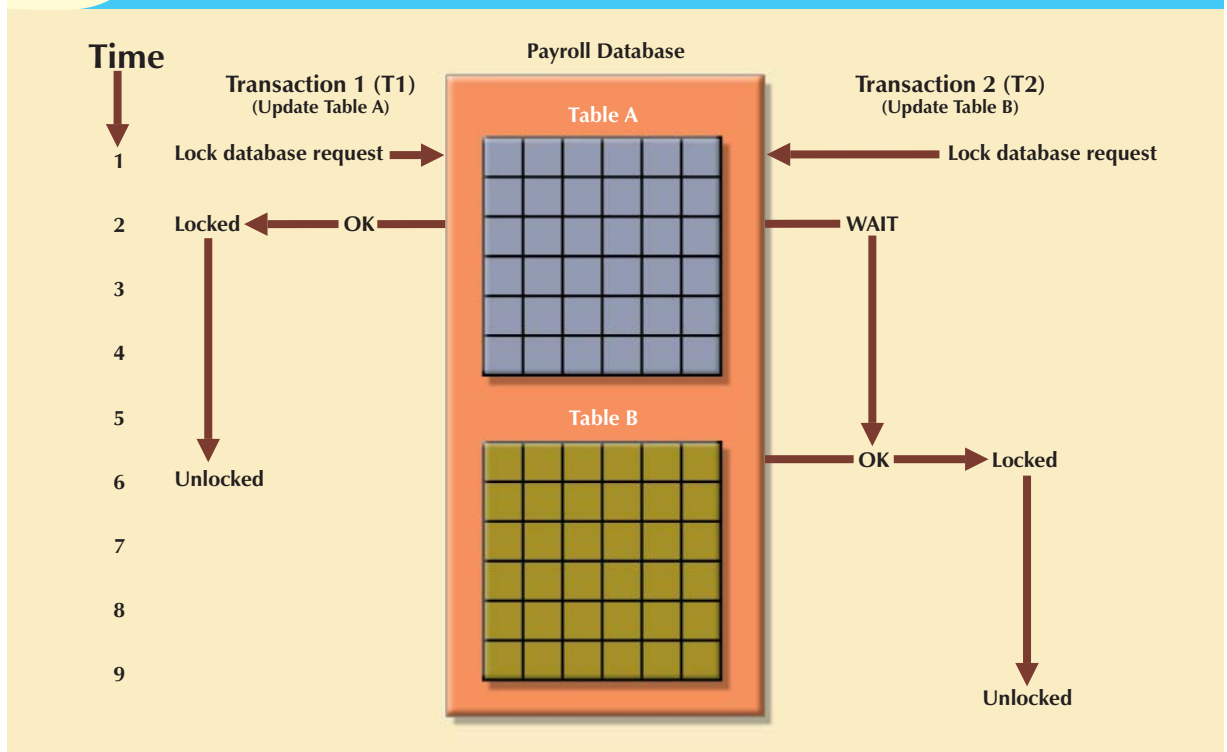 Time
Payroll Database
Transaction 1 (T1)
(Update Table A)
Transaction 2 (T2)
(Update Table B)
Table A
1 Lock database request Lock database request
2 Locked OK WAIT
3
4
5 Table B
OK Locked
6 Unlocked
7
8
9
Unlocked